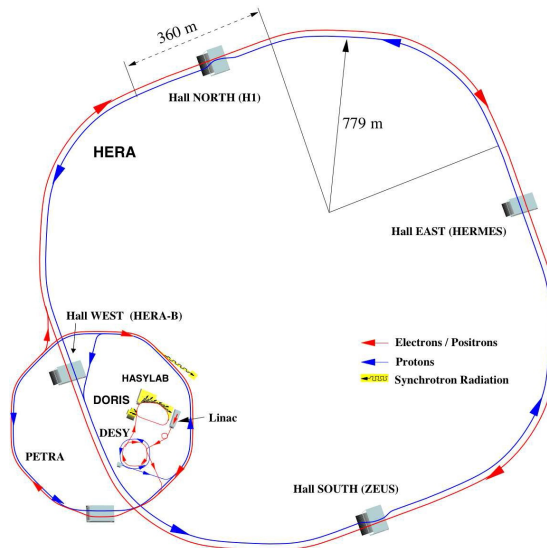 360 m
Hall NORTH (H1)
779 m
HERA
Hall EAST (HERMES)
Hall WEST (HERA-B)
Electrons / Positrons
Protons
Synchrotron Radiation
HASYLAB
DORIS
Linac
DESY
PETRA
Hall SOUTH (ZEUS)